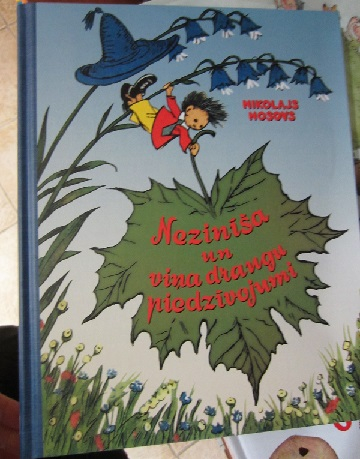 NIKOLAJS
NOSOVS
Nezinīša
un
viņa draugu
piedzīvojumi